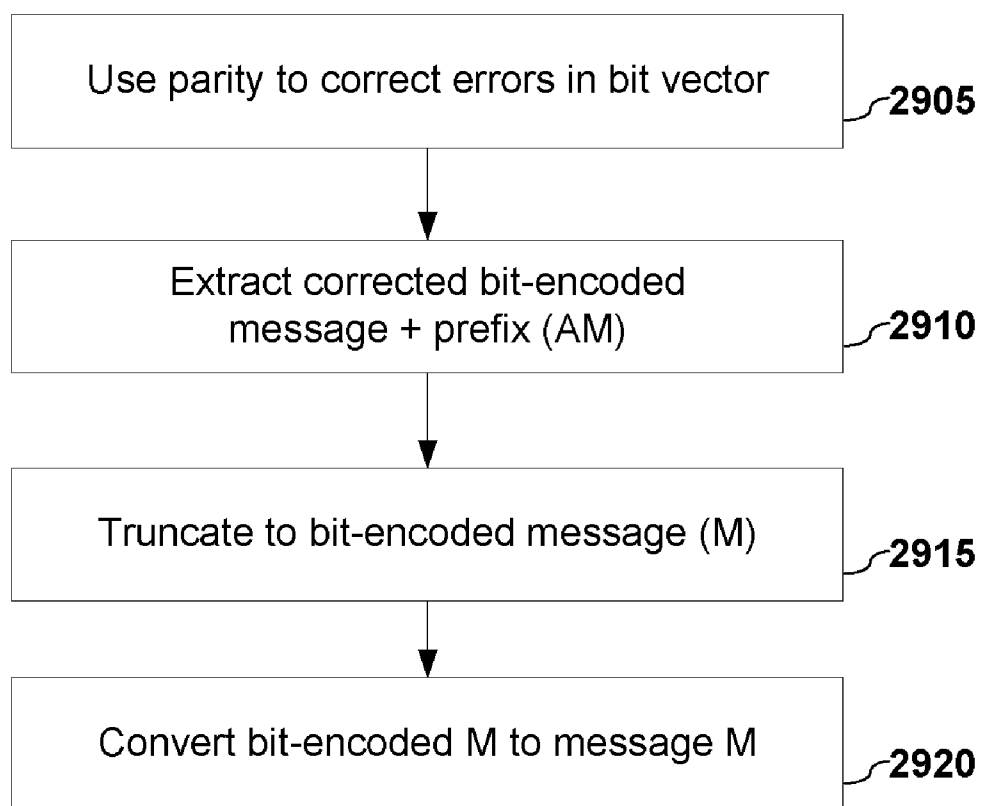 Use parity to correct errors in bit vector
2905
Extract corrected bit-encoded
message + prefix (AM)
2910
Truncate to bit-encoded message (M)
2915
Convert bit-encoded M to message M
2920